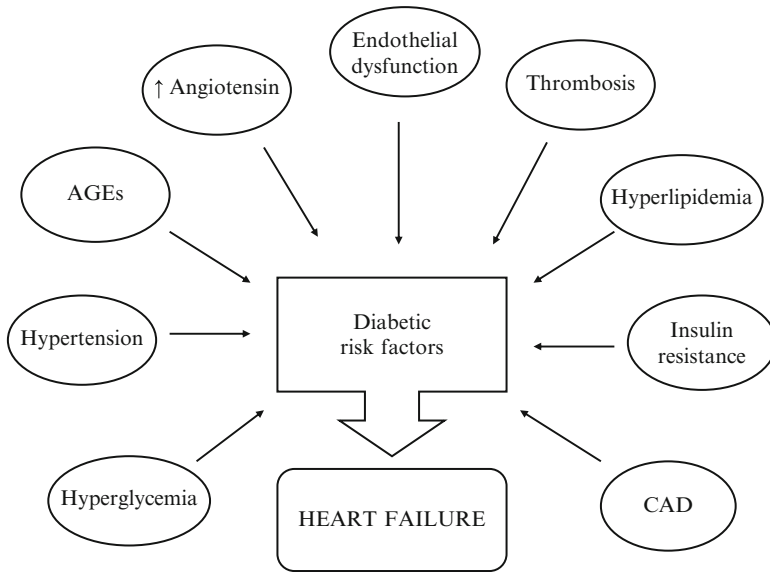 Endothelial
dysfunction
↑ Angiotensin
Thrombosis
AGEs
Hyperlipidemia
Hypertension
Diabetic
risk factors
Insulin
resistance
Hyperglycemia
HEART FAILURE
CAD